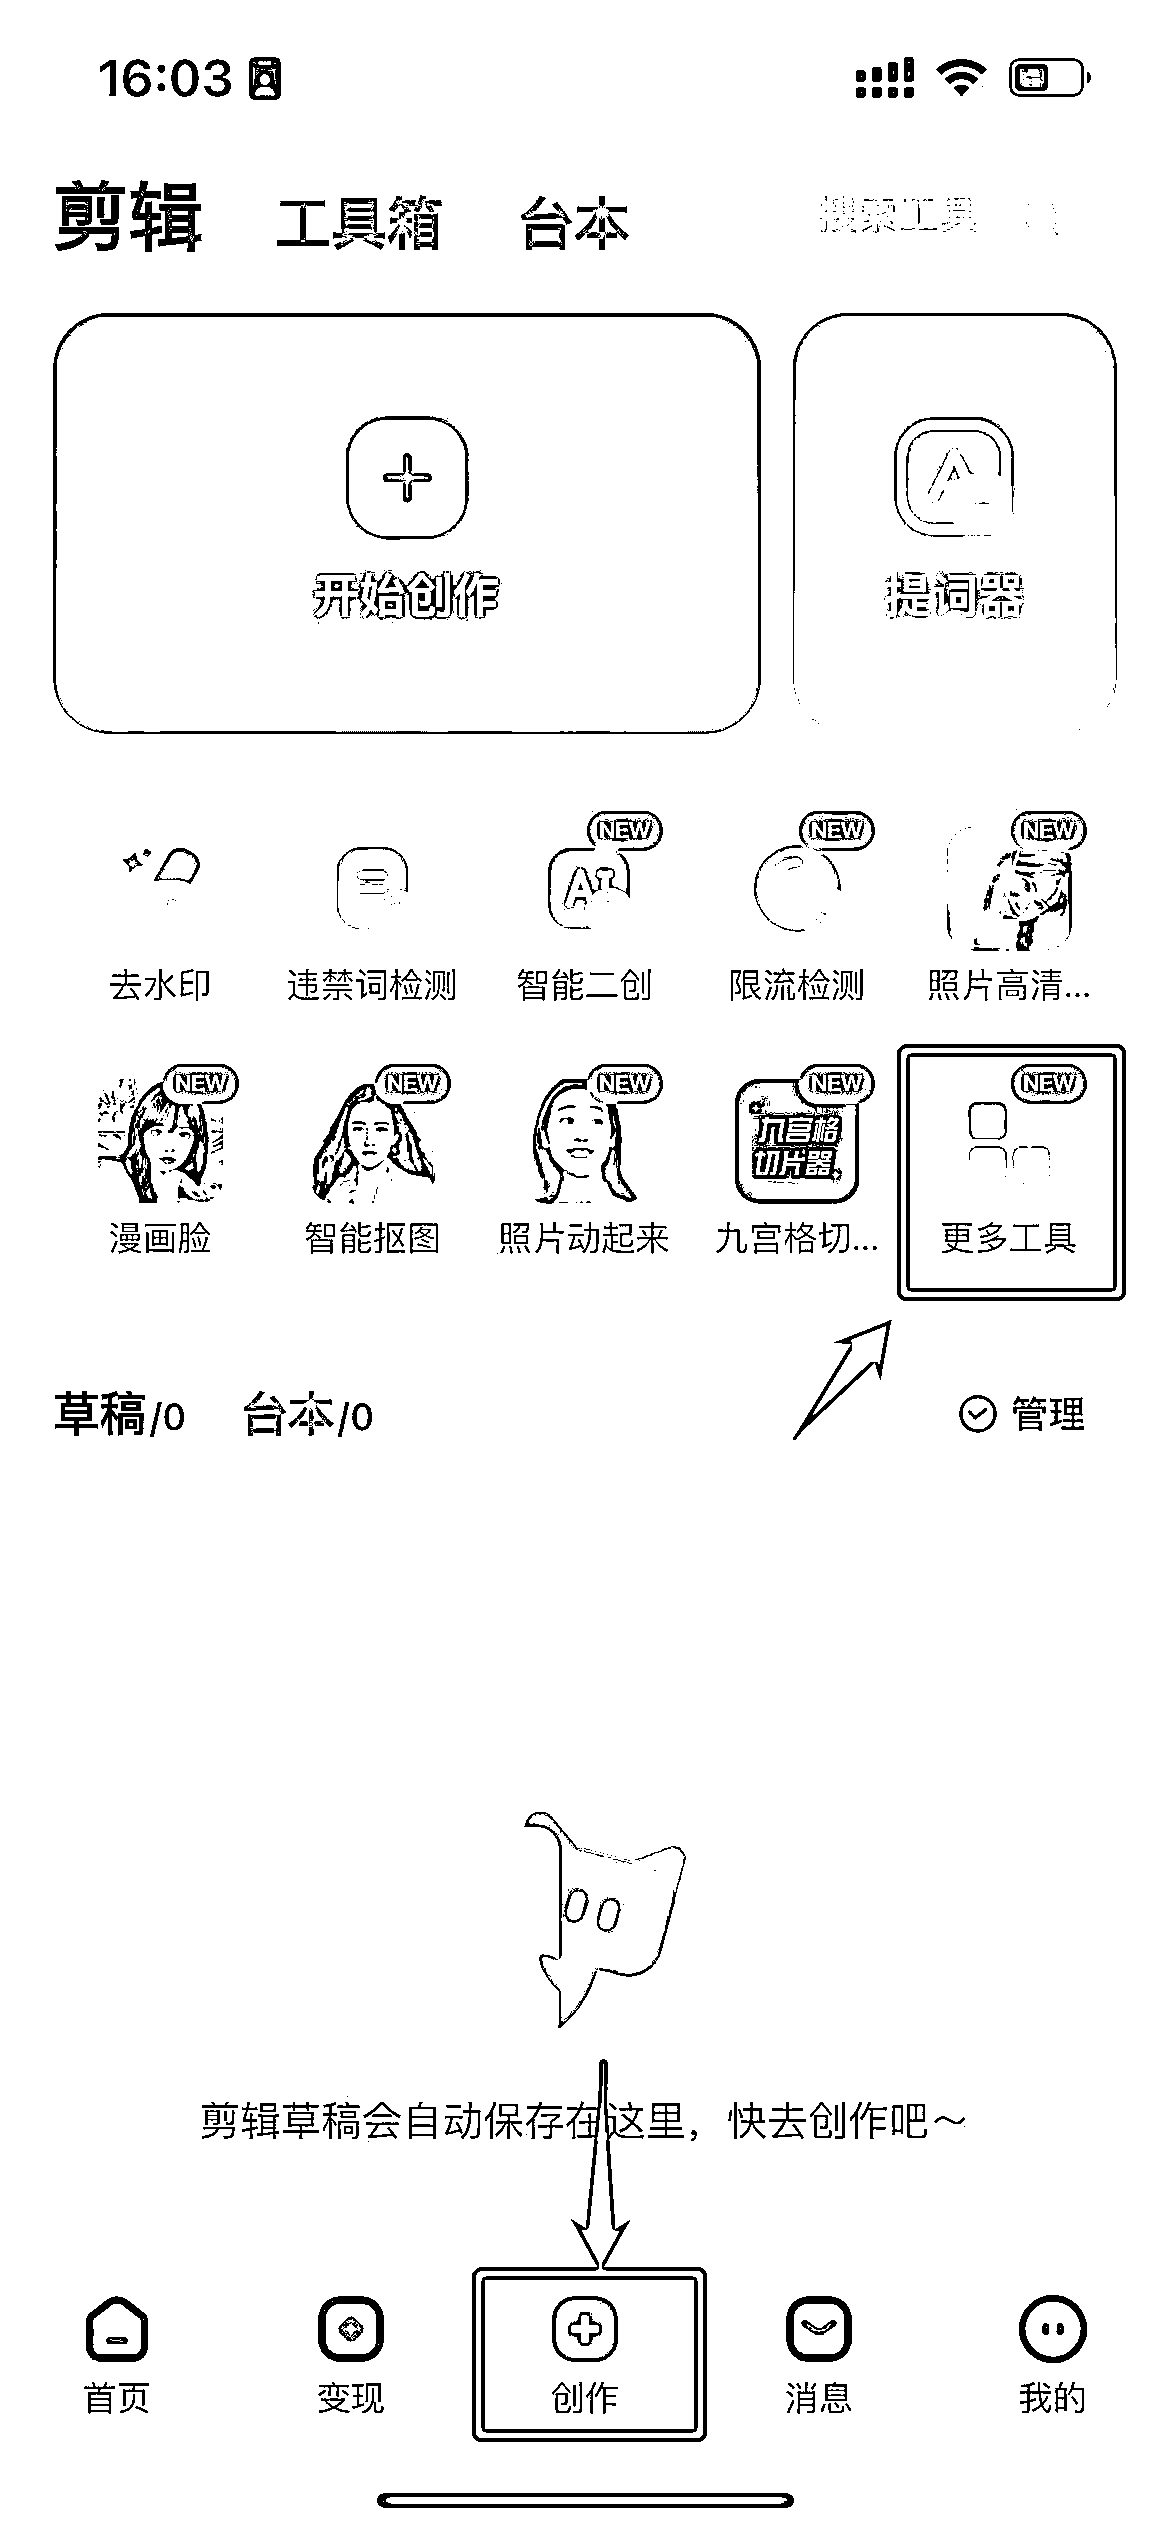 16:03
剪辑 工具箱 台本 搜索工具
开始创作 提词器
NEW NEW NEW
去水印 违禁词检测 智能二创 限流检测 照片高清...
NEW NEW NEW NEW NEW
九宫格
切片器
漫画脸 智能抠图 照片动起来 九宫格切... 更多工具
草稿/0 台本/0 管理
剪辑草稿会自动保存在这里，快去创作吧～
首页 变现 创作 消息 我的